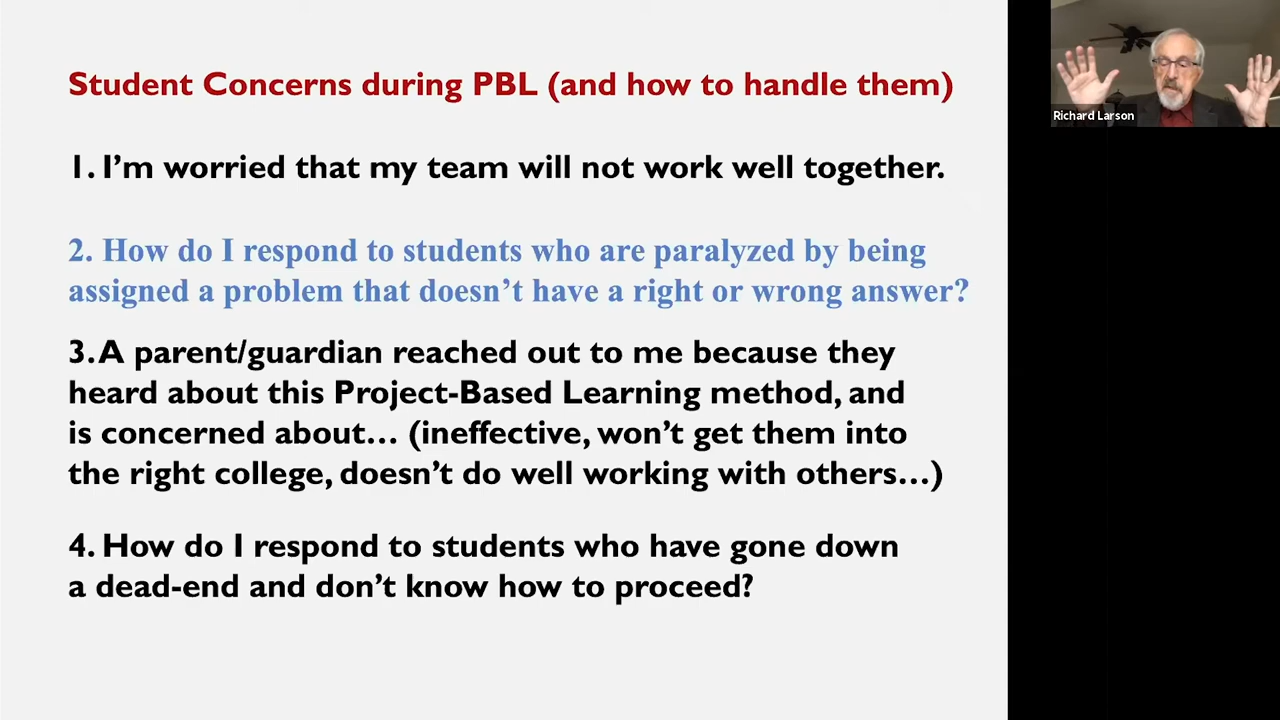 Student Concerns during PBL (and how to handle them)
1. I’m worried that my team will not work well together.
2. How do I respond to students who are paralyzed by being
assigned a problem that doesn’t have a right or wrong answer?
3. A parent/guardian reached out to me because they
heard about this Project-Based Learning method, and
is concerned about… (ineffective, won’t get them into
the right college, doesn’t do well working with others…)
4. How do I respond to students who have gone down
a dead-end and don’t know how to proceed?
Richard Larson